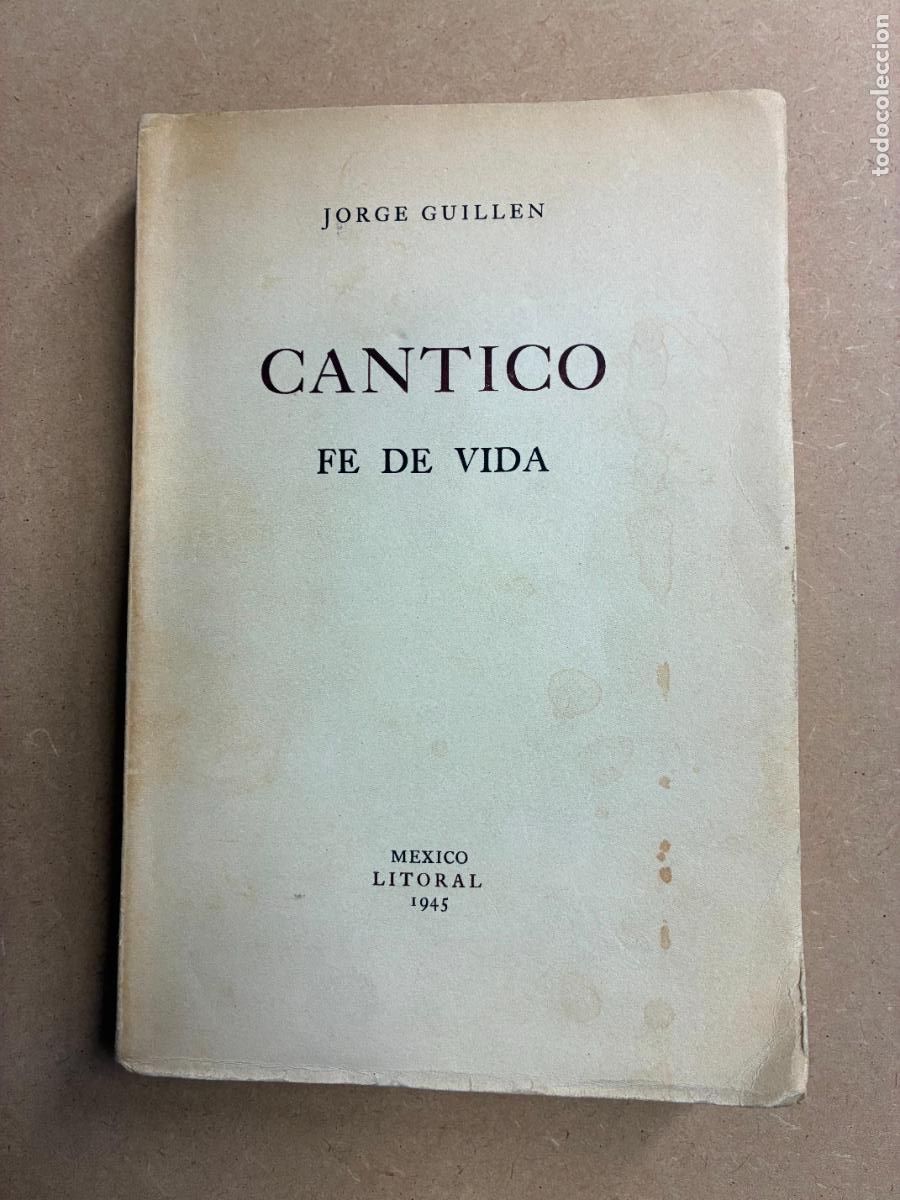 JORGE GUILLEN
CANTICO
FE DE VIDA
MEXICO
LITORAL
1945
todocoleccion